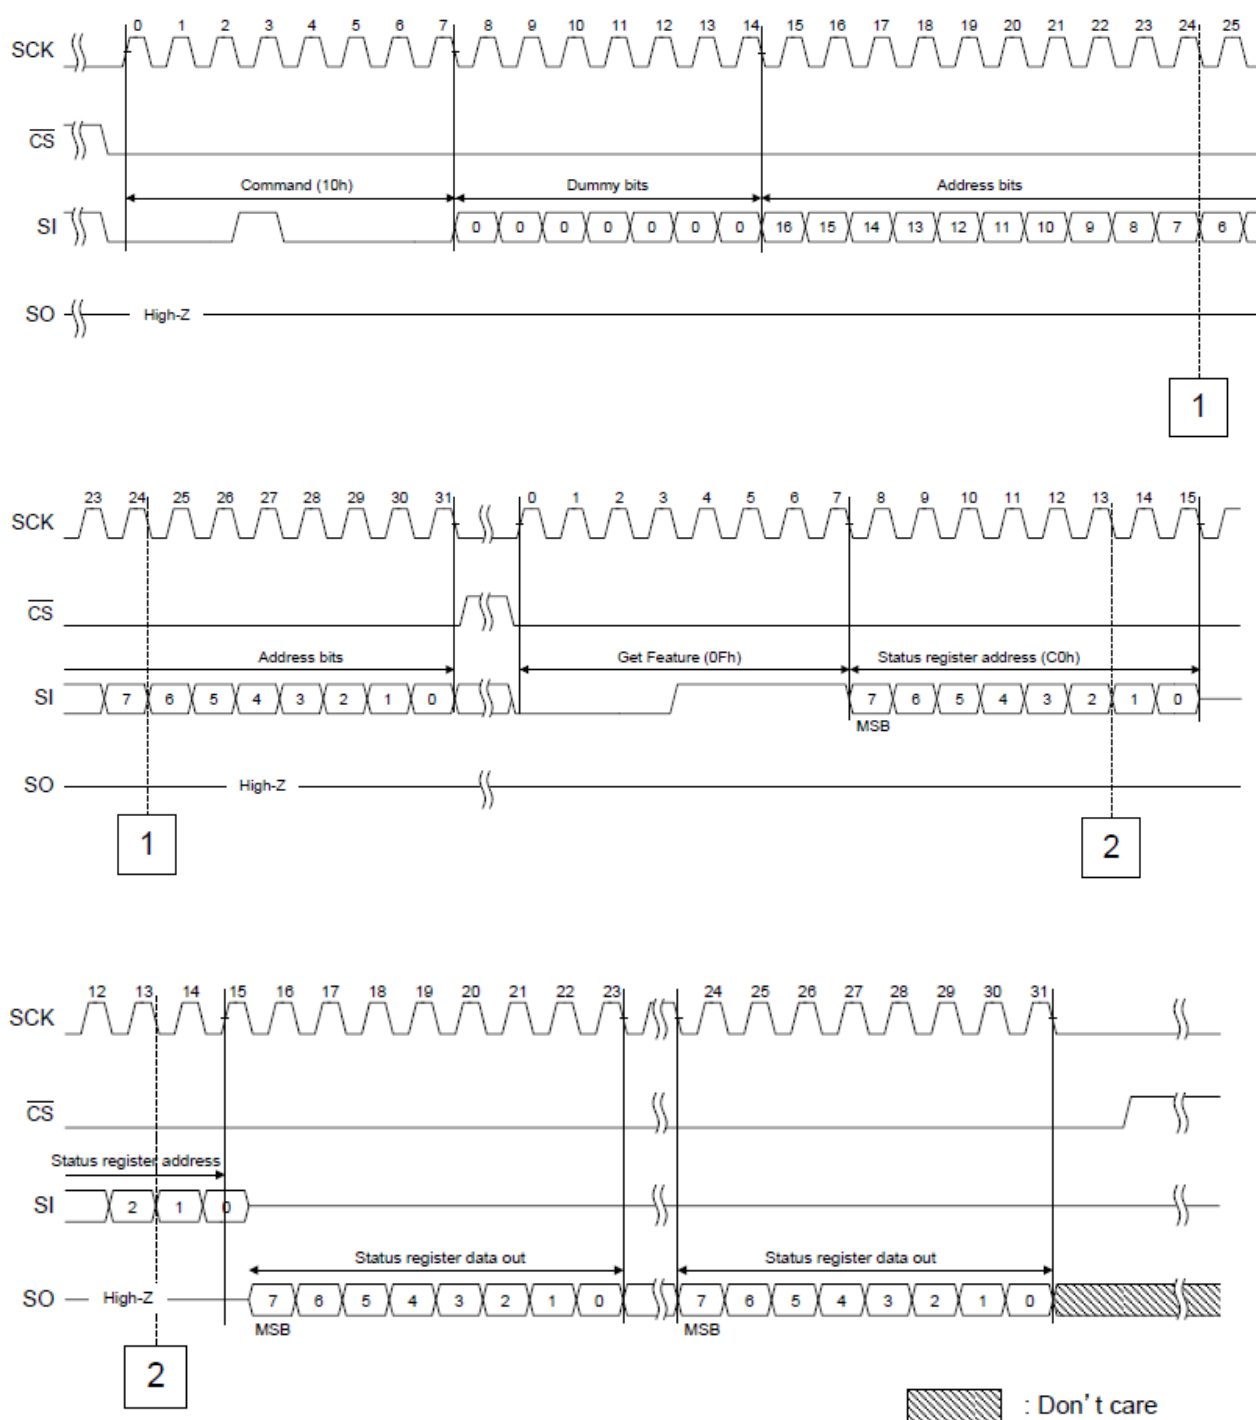 0 1 2 3 4 5 6 7 8 9 10 11 12 13 14 15 16 17 18 19 20 21 22 23 24 25
SCK
CS
Command (10h) Dummy bits Address bits
SI 0 0 0 0 0 0 0 16 15 14 13 12 11 10 9 8 7 6
SO High-Z
1
23 24 25 26 27 28 29 30 31 0 1 2 3 4 5 6 7 8 9 10 11 12 13 14 15
SCK
CS
Address bits Get Feature (0Fh) Status register address (C0h)
SI 7 6 5 4 3 2 1 0 7 6 5 4 3 2 1 0
MSB
SO High-Z
1 2
12 13 14 15 16 17 18 19 20 21 22 23 24 25 26 27 28 29 30 31
SCK
CS
Status register address
SI 2 1 0
Status register data out Status register data out
SO High-Z 7 6 5 4 3 2 1 0 7 6 5 4 3 2 1 0
MSB MSB
2
: Don't care